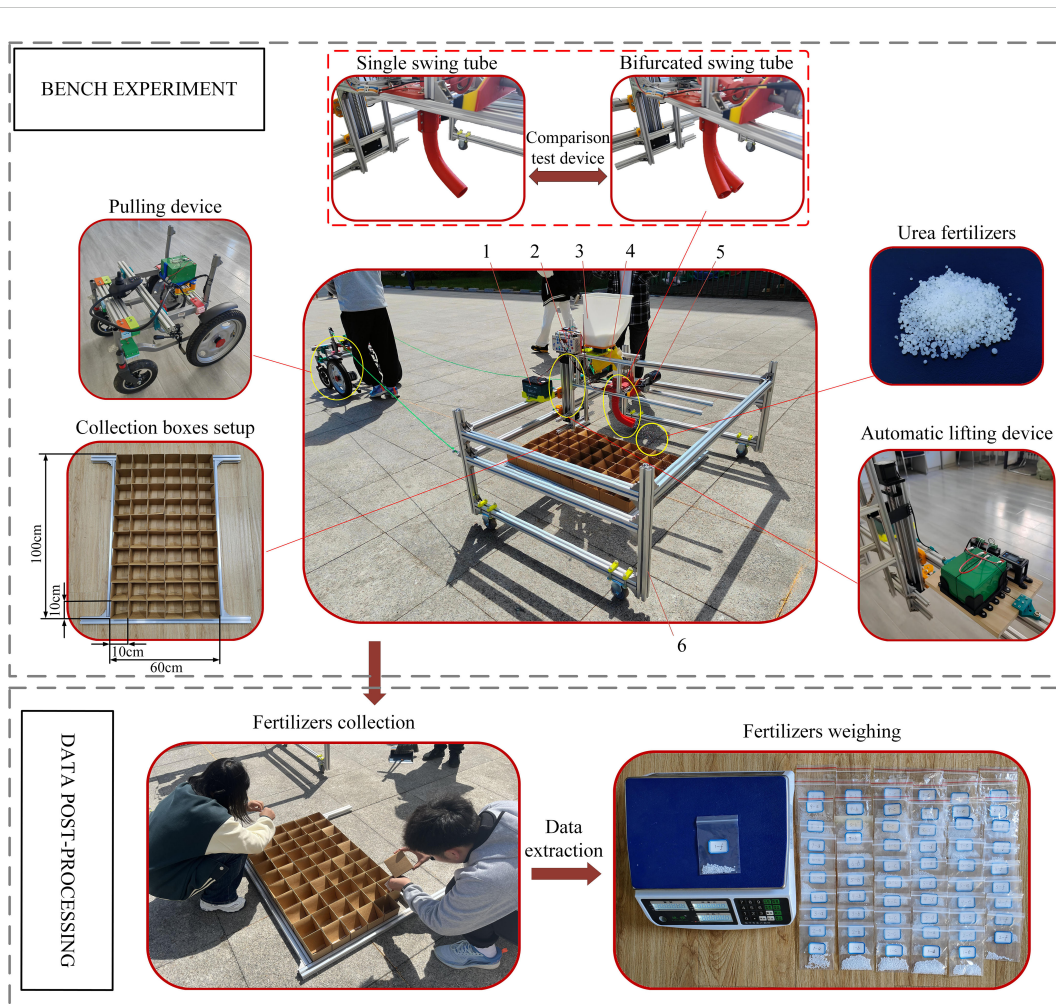 BENCH EXPERIMENT
Single swing tube
Bifurcated swing tube
Comparison
test device
Pulling device
Urea fertilizers
1
2
3
4
5
Collection boxes setup
Automatic lifting device
100cm
10cm
10cm
60cm
6
DATA POST-PROCESSING
Fertilizers collection
Fertilizers weighing
Data
extraction